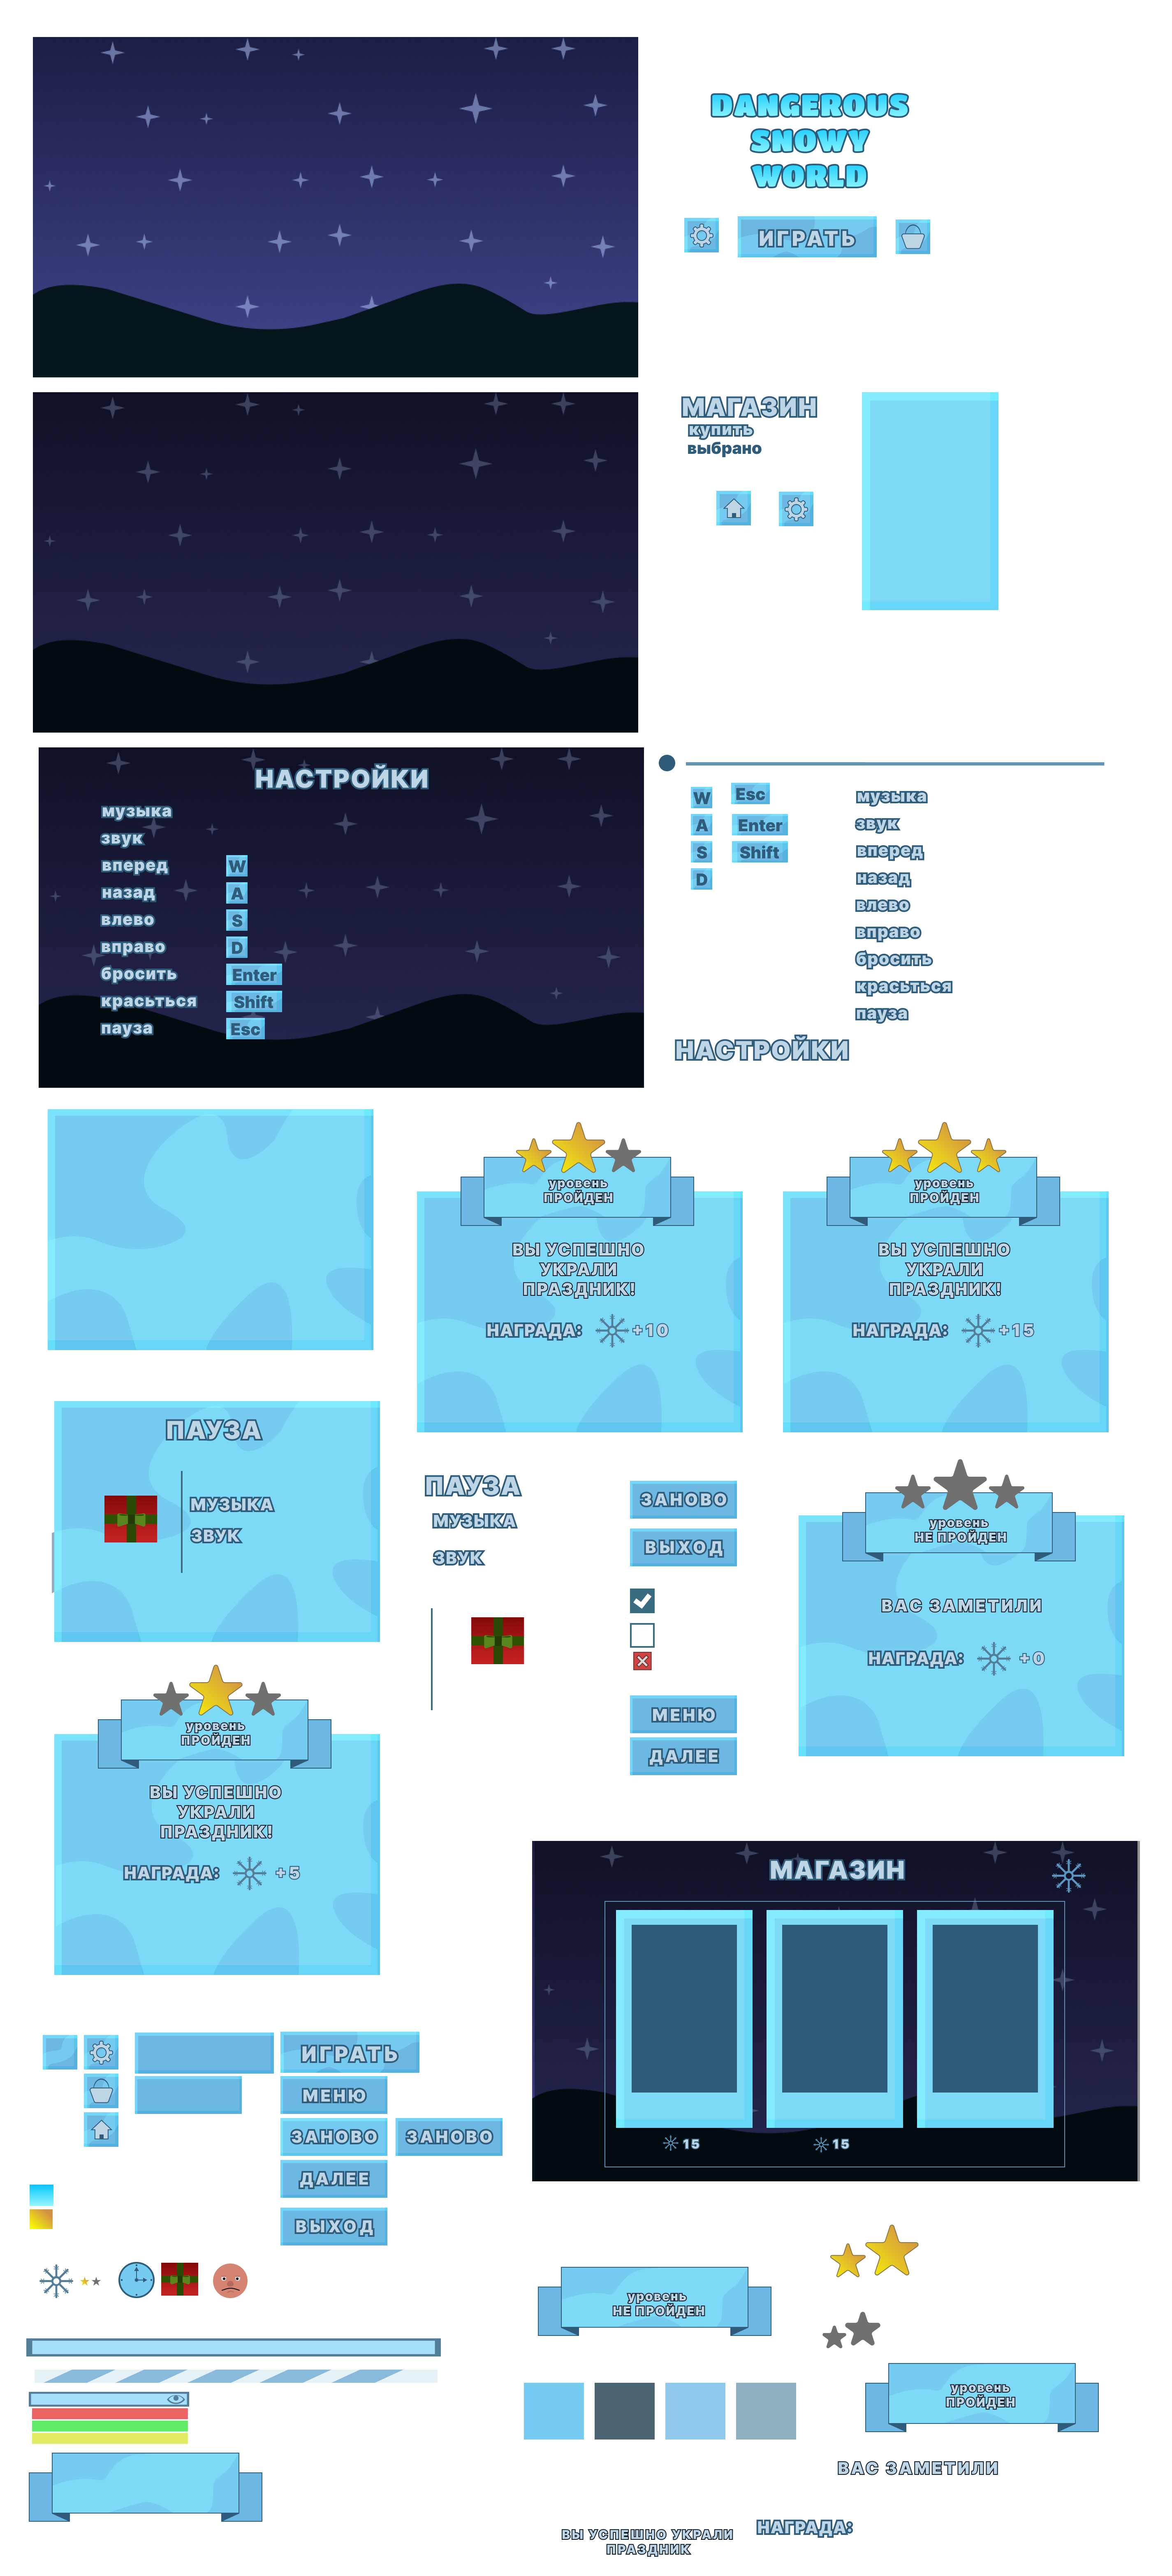 DANGEROUS
SNOWY
WORLD
ИГРАТЬ
МАГАЗИН
купить
выбрано
НАСТРОЙКИ
музыка
звук
вперед W
назад A
влево S
вправо D
бросить Enter
красьться Shift
пауза Esc
W Esc
A Enter
S Shift
D
музыка
звук
вперед
назад
влево
вправо
бросить
красьться
пауза
НАСТРОЙКИ
уровень
ПРОЙДЕН
ВЫ УСПЕШНО
УКРАЛИ
ПРАЗДНИК!
НАГРАДА: +10
уровень
ПРОЙДЕН
ВЫ УСПЕШНО
УКРАЛИ
ПРАЗДНИК!
НАГРАДА: +15
ПАУЗА
МУЗЫКА
ЗВУК
ПАУЗА
МУЗЫКА
ЗВУК
ЗАНОВО
ВЫХОД
МЕНЮ
ДАЛЕЕ
уровень
НЕ ПРОЙДЕН
ВАС ЗАМЕТИЛИ
НАГРАДА: +0
уровень
ПРОЙДЕН
ВЫ УСПЕШНО
УКРАЛИ
ПРАЗДНИК!
НАГРАДА: +5
МАГАЗИН
15
15
ИГРАТЬ
МЕНЮ
ЗАНОВО ЗАНОВО
ДАЛЕЕ
ВЫХОД
уровень
НЕ ПРОЙДЕН
уровень
ПРОЙДЕН
ВАС ЗАМЕТИЛИ
НАГРАДА:
ВЫ УСПЕШНО УКРАЛИ
ПРАЗДНИК